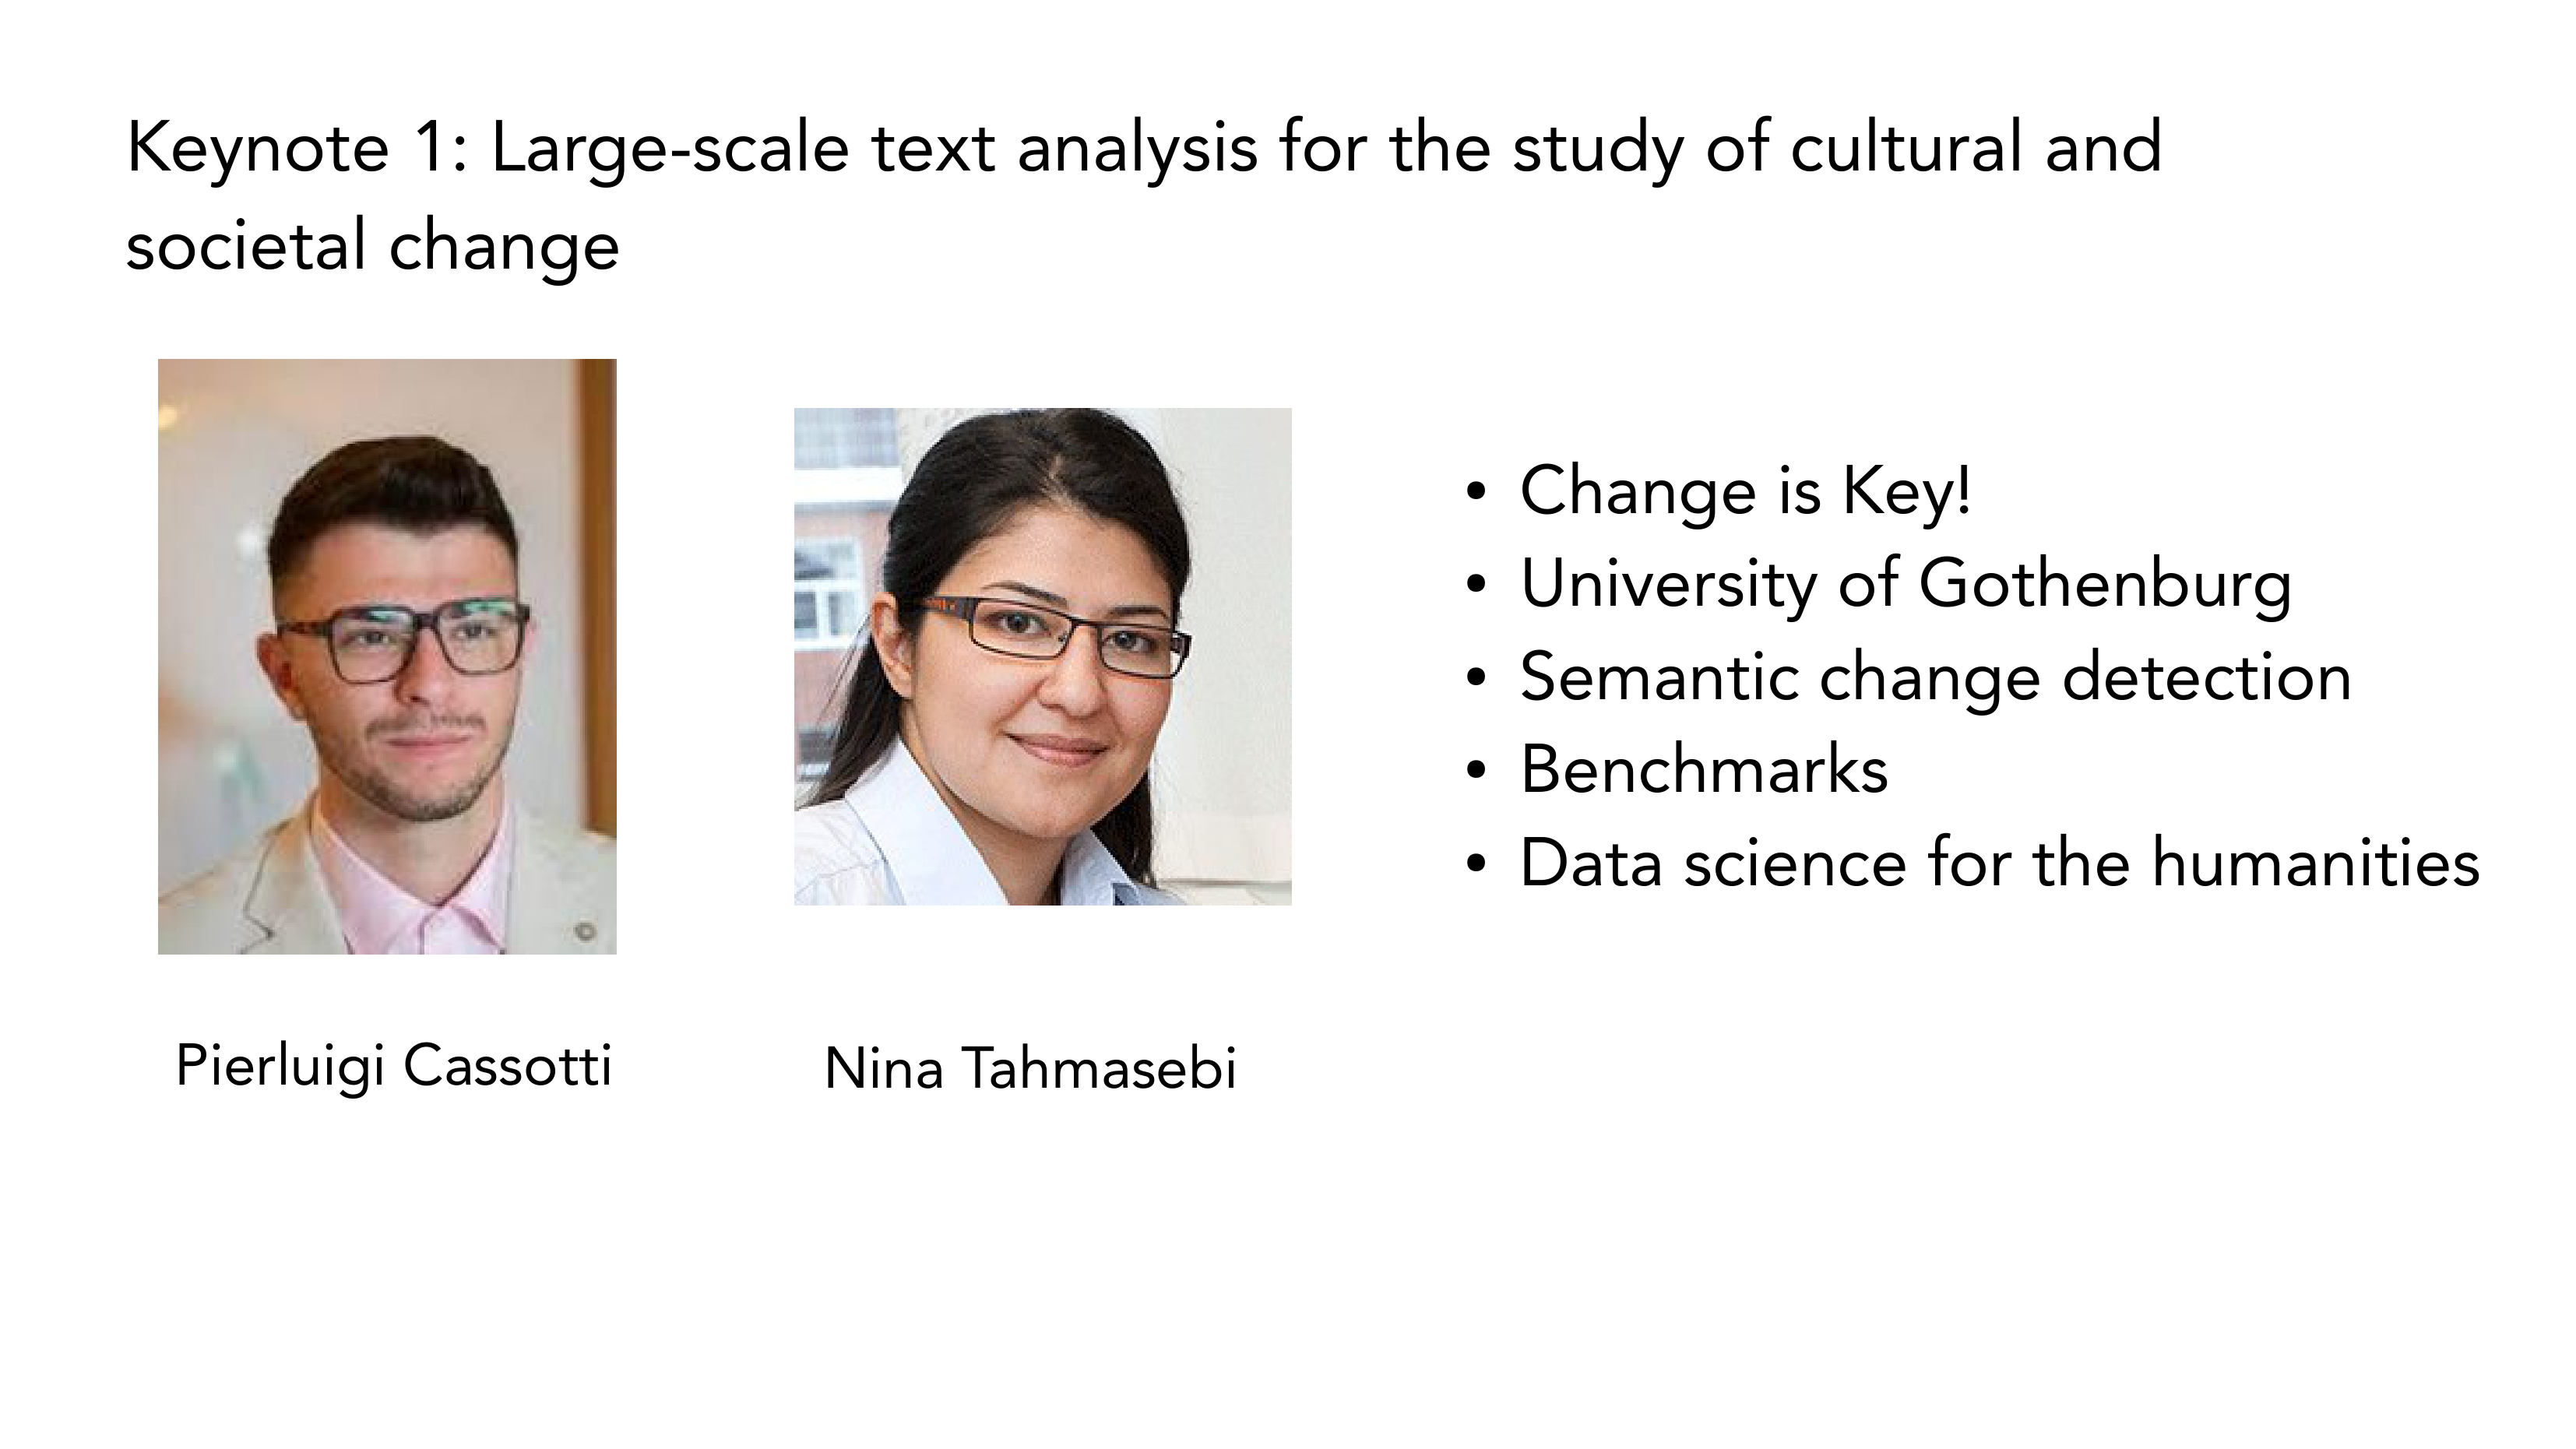 Keynote 1: Large-scale text analysis for the study of cultural and
societal change
• Change is Key!
• University of Gothenburg
• Semantic change detection
• Benchmarks
• Data science for the humanities
Pierluigi Cassotti
Nina Tahmasebi